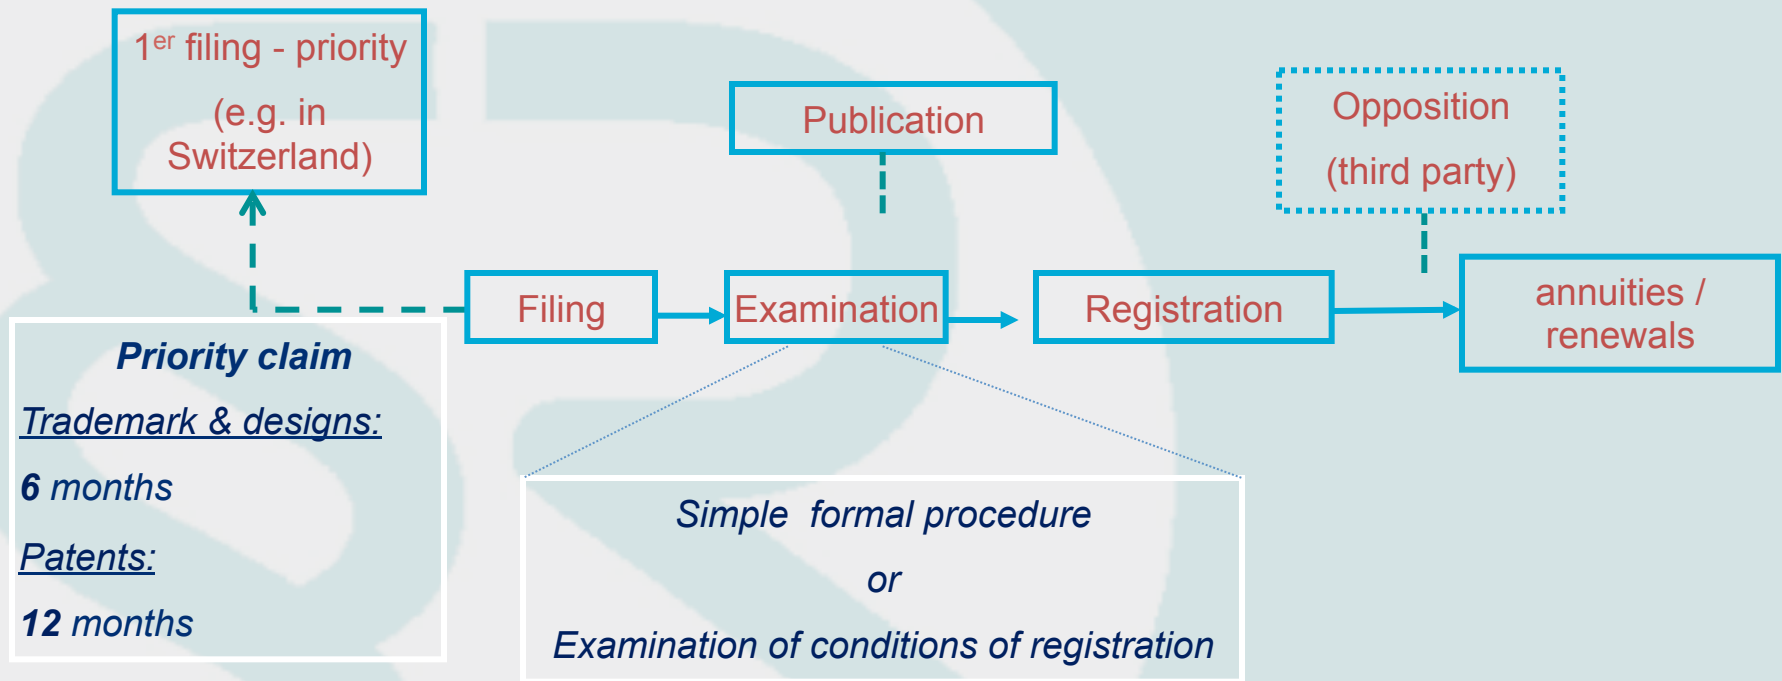 1er filing - priority
(e.g. in
Switzerland)
Publication
Opposition
(third party)
Filing
Examination
Registration
annuities /
renewals
Priority claim
Trademark & designs:
6 months
Patents:
12 months
Simple formal procedure
or
Examination of conditions of registration